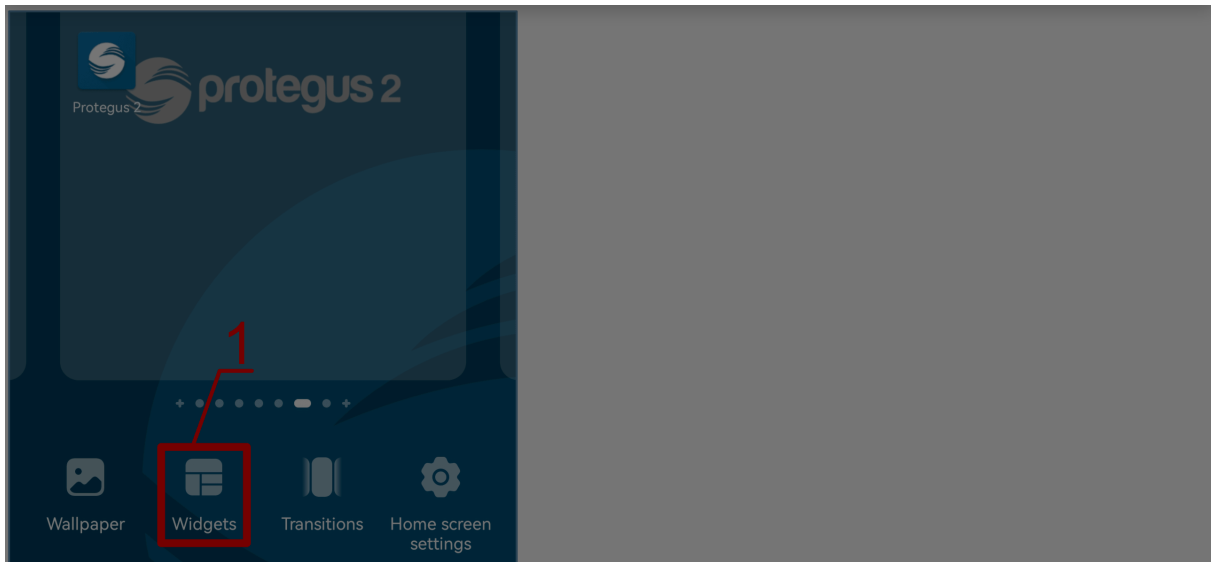 protegus 2
Protegus 2
1
Wallpaper
Widgets
Transitions
Home screen
settings